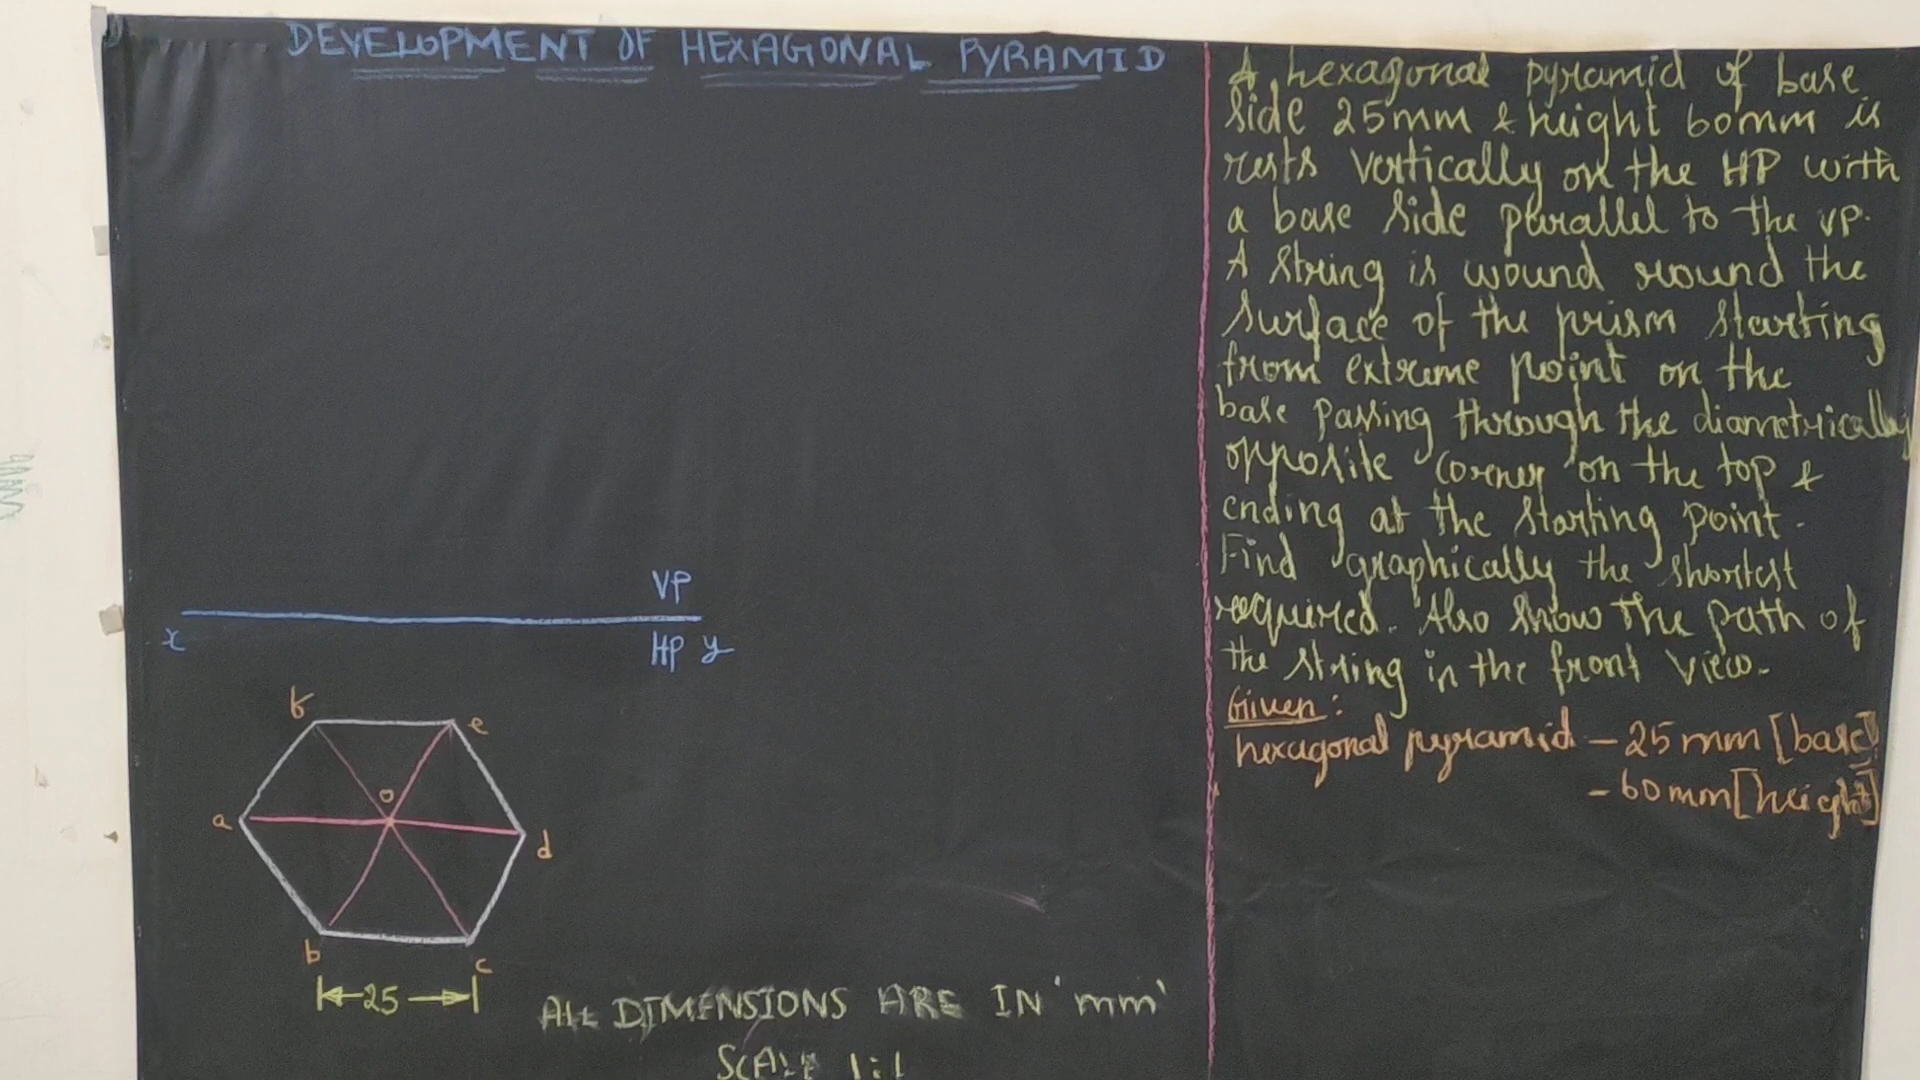 DEVELOPMENT OF HEXAGONAL PYRAMID
A hexagonal pyramid of base
side 25mm & height 60mm is
rests vertically on the HP with
a base side parallel to the VP.
A string is wound round the
surface of the prism starting
from extreme point on the
base passing through the diametrically
opposite corner on the top &
ending at the starting point.
Find graphically the shortest
required. Also show the path of
the string in the front view.
Given:
hexagonal pyramid - 25mm [base]
- 60mm [height]
VP
x HP y
f e
o
a d
b c
25
ALL DIMENSIONS ARE IN 'mm'
SCALE 1:1